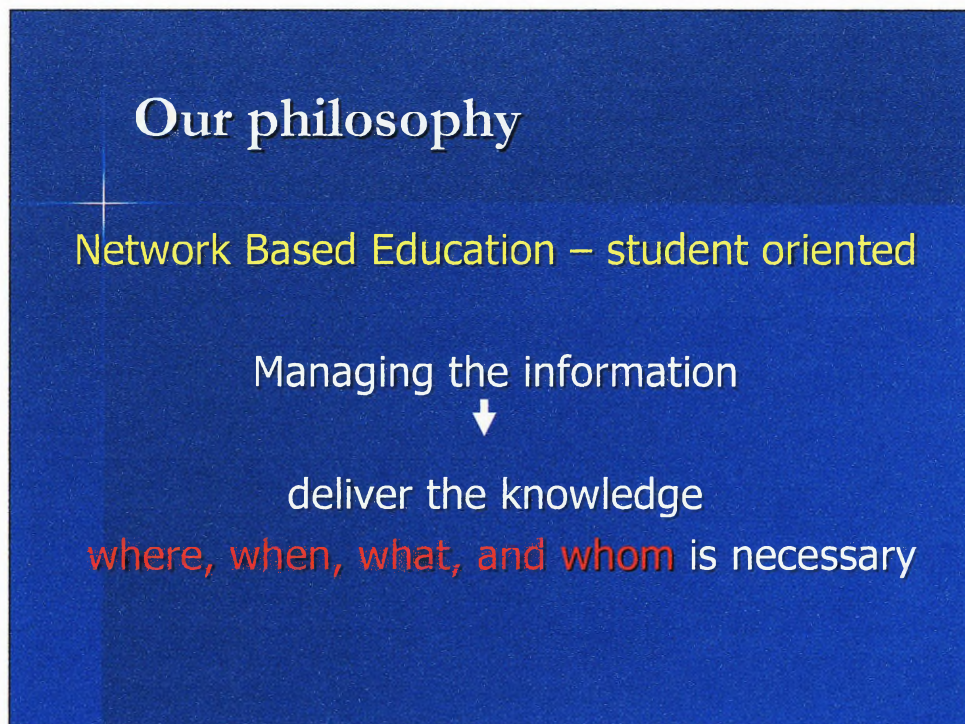 Our philosophy
Network Based Education – student oriented
Managing the information
deliver the knowledge
where, when, what, and whom is necessary